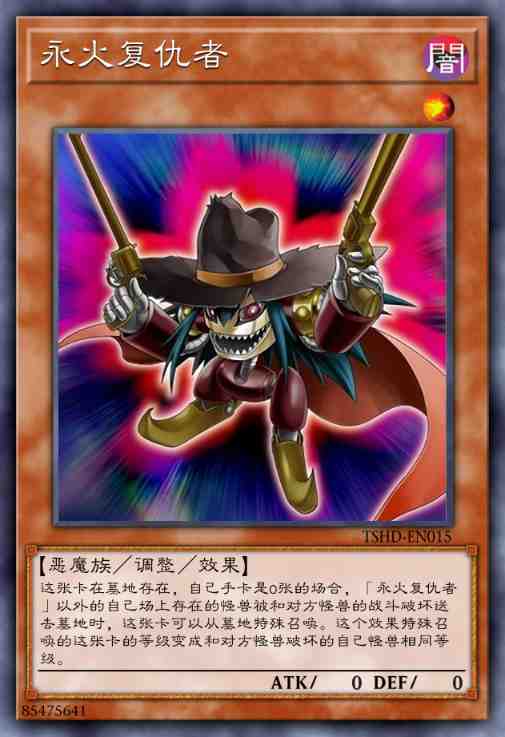 永火复仇者
闇
TSHD-EN015
【恶魔族／调整／效果】
这张卡在墓地存在，自己手卡是0张的场合，「永火复仇者
」以外的自己场上存在的怪兽被和对方怪兽的战斗破坏送
去墓地时，这张卡可以从墓地特殊召唤。这个效果特殊召
唤的这张卡的等级变成和对方怪兽破坏的自己怪兽相同等
级。
ATK/ 0 DEF/ 0
85475641